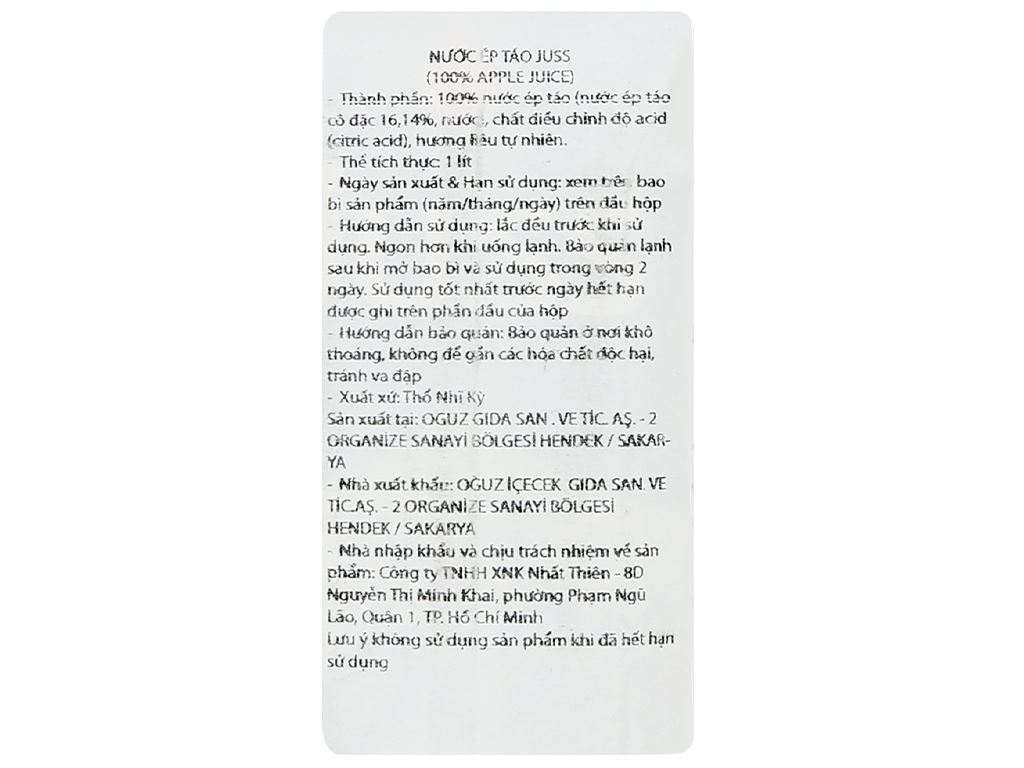 NƯỚC ÉP TÁO JUSS
(100% APPLE JUICE)
- Thành phần: 100% nước ép táo (nước ép táo
cô đặc 16,14%, nước), chất điều chỉnh độ acid
(citric acid), hương liệu tự nhiên.
- Thể tích thực: 1 lít
- Ngày sản xuất & Hạn sử dụng: xem trên bao
bì sản phẩm (năm/tháng/ngày) trên đầu hộp
- Hướng dẫn sử dụng: lắc đều trước khi sử
dụng. Ngon hơn khi uống lạnh. Bảo quản lạnh
sau khi mở bao bì và sử dụng trong vòng 2
ngày. Sử dụng tốt nhất trước ngày hết hạn
được ghi trên phần đầu của hộp
- Hướng dẫn bảo quản: Bảo quản ở nơi khô
thoáng, không để gần các hóa chất độc hại,
tránh va đập
- Xuất xứ: Thổ Nhĩ Kỳ
Sản xuất tại: OGUZ GIDA SAN . VE TİC. AŞ. - 2
ORGANİZE SANAYİ BÖLGESİ HENDEK / SAKAR-
YA
- Nhà xuất khẩu: OĞUZ İÇECEK GIDA SAN. VE
TİC.AŞ. - 2 ORGANİZE SANAYİ BÖLGESİ
HENDEK / SAKARYA
- Nhà nhập khẩu và chịu trách nhiệm về sản
phẩm: Công ty TNHH XNK Nhất Thiên - 8D
Nguyễn Thị Minh Khai, phường Phạm Ngũ
Lão, Quận 1, TP. Hồ Chí Minh
Lưu ý không sử dụng sản phẩm khi đã hết hạn
sử dụng